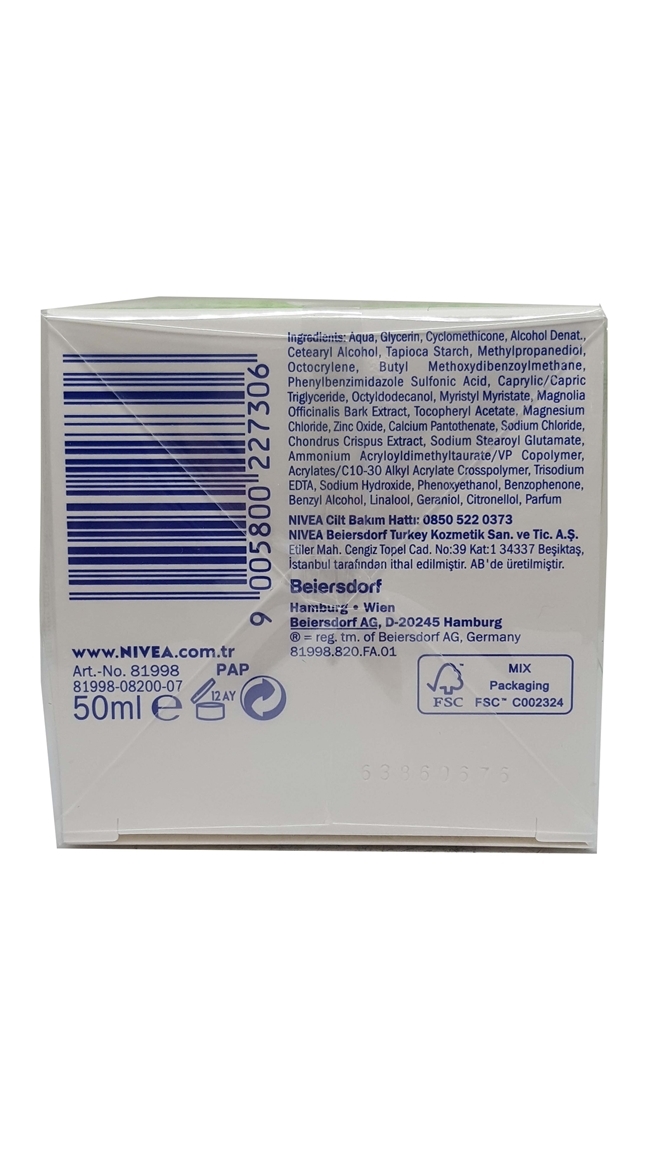 Ingredients: Aqua, Glycerin, Cyclomethicone, Alcohol Denat.,
Cetearyl Alcohol, Tapioca Starch, Methylpropanediol,
Octocrylene, Butyl Methoxydibenzoylmethane,
Phenylbenzimidazole Sulfonic Acid, Caprylic/Capric
Triglyceride, Octyldodecanol, Myristyl Myristate, Magnolia
Officinalis Bark Extract, Tocopheryl Acetate. Magnesium
Chloride, Zinc Oxide, Calcium Pantothenate, Sodium Chloride,
Chondrus Crispus Extract, Sodium Stearoyl Glutamate,
Ammonium Acryloyldimethyltaurate/VP Copolymer,
Acrylates/C10-30 Alkyl Acrylate Crosspolymer, Trisodium
EDTA, Sodium Hydroxide, Phenoxyethanol, Benzophenone,
Benzyl Alcohol, Linalool, Geraniol, Citronellol, Parfum
NIVEA Cilt Bakım Hattı: 0850 522 0373
NIVEA Beiersdorf Turkey Kozmetik San. ve Tic. A.Ş.
Etiler Mah. Cengiz Topel Cad. No:39 Kat:1 34337 Beşiktaş,
İstanbul tarafından ithal edilmiştir. AB'de üretilmiştir.
Beiersdorf
Hamburg • Wien
Beiersdorf AG, D-20245 Hamburg
® = reg. tm. of Beiersdorf AG, Germany
81998.820.FA.01
9 005800 227306
www.NIVEA.com.tr
Art.-No. 81998 PAP
81998-08200-07
50ml e 12 AY
FSC™
MIX
Packaging
FSC™ C002324
63860676